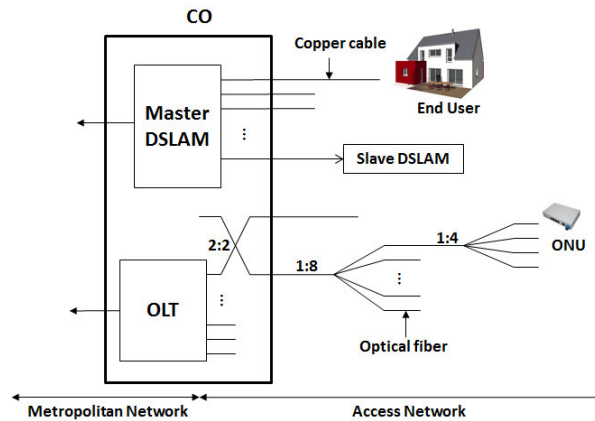 CO
Copper cable
Master
DSLAM
End User
Slave DSLAM
2:2
1:8
1:4
ONU
OLT
Optical fiber
Metropolitan Network
Access Network